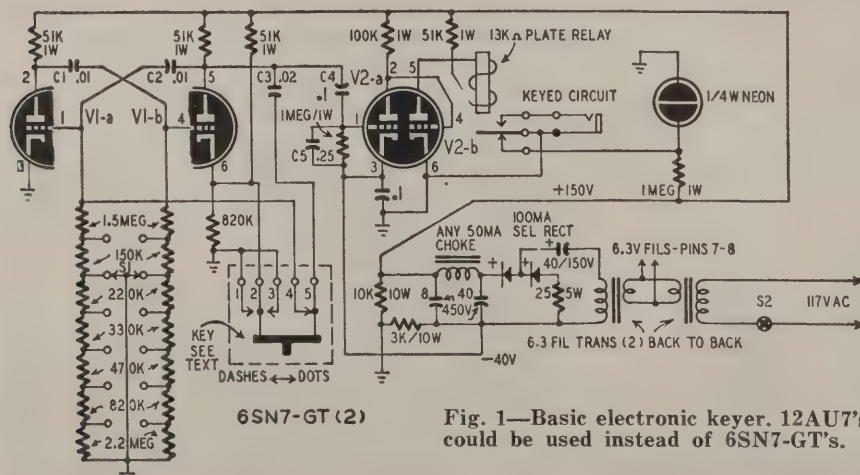 51K
1W
51K
1W
51K
1W
100K
1W
51K
1W
13KΩ PLATE RELAY
C1 .01
C2 .01
C3 .02
C4
.1
2
5
2
5
V2-a
KEYED CIRCUIT
1/4W NEON
1
V1-a
V1-b
4
1MEG/1W
1
4
V2-b
3
6
C5 .25
3
6
.1
1MEG
1W
+150V
820K
1.5MEG
150K
S1
220K
330K
470K
820K
2.2MEG
ANY 50MA
CHOKE
100MA
SEL RECT
40/150V
6.3V FILS-PINS 7-8
10K
10W
8
40
450V
25
5W
S2
117V AC
3K/10W
6.3 FIL TRANS (2) BACK TO BACK
-40V
1
2
3
4
5
KEY
SEE
TEXT
DASHES ↔ DOTS
6SN7-GT(2)
Fig. 1—Basic electronic keyer. 12AU7's
could be used instead of 6SN7-GT's.